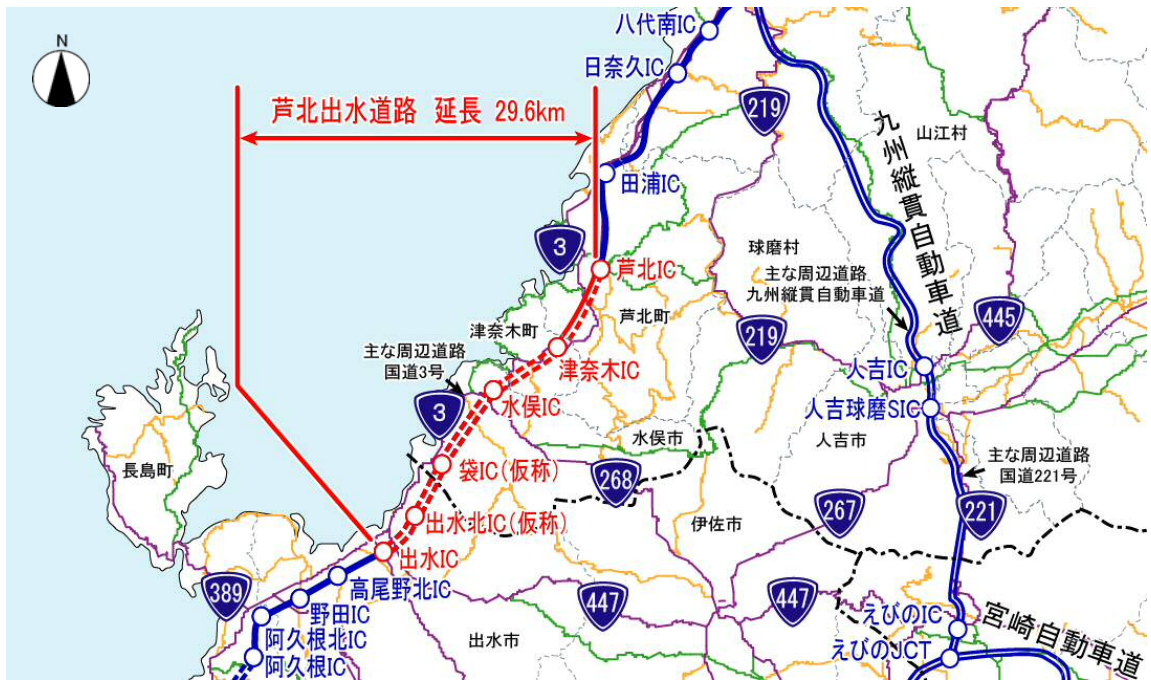 八代南IC
N
日奈久IC
芦北出水道路 延長 29.6km
219
九州縦貫自動車道
山江村
田浦IC
3
球磨村
芦北IC
主な周辺道路
九州縦貫自動車道
芦北町
津奈木町
219
445
主な周辺道路
国道3号
津奈木IC
人吉IC
水俣IC
人吉球磨SIC
3
水俣市
人吉市
長島町
袋IC(仮称)
主な周辺道路
国道221号
268
267
221
出水北IC(仮称)
伊佐市
出水IC
高尾野北IC
389
447
447
野田IC
えびのIC
宮崎自動車道
阿久根北IC
出水市
えびのJCT
阿久根IC